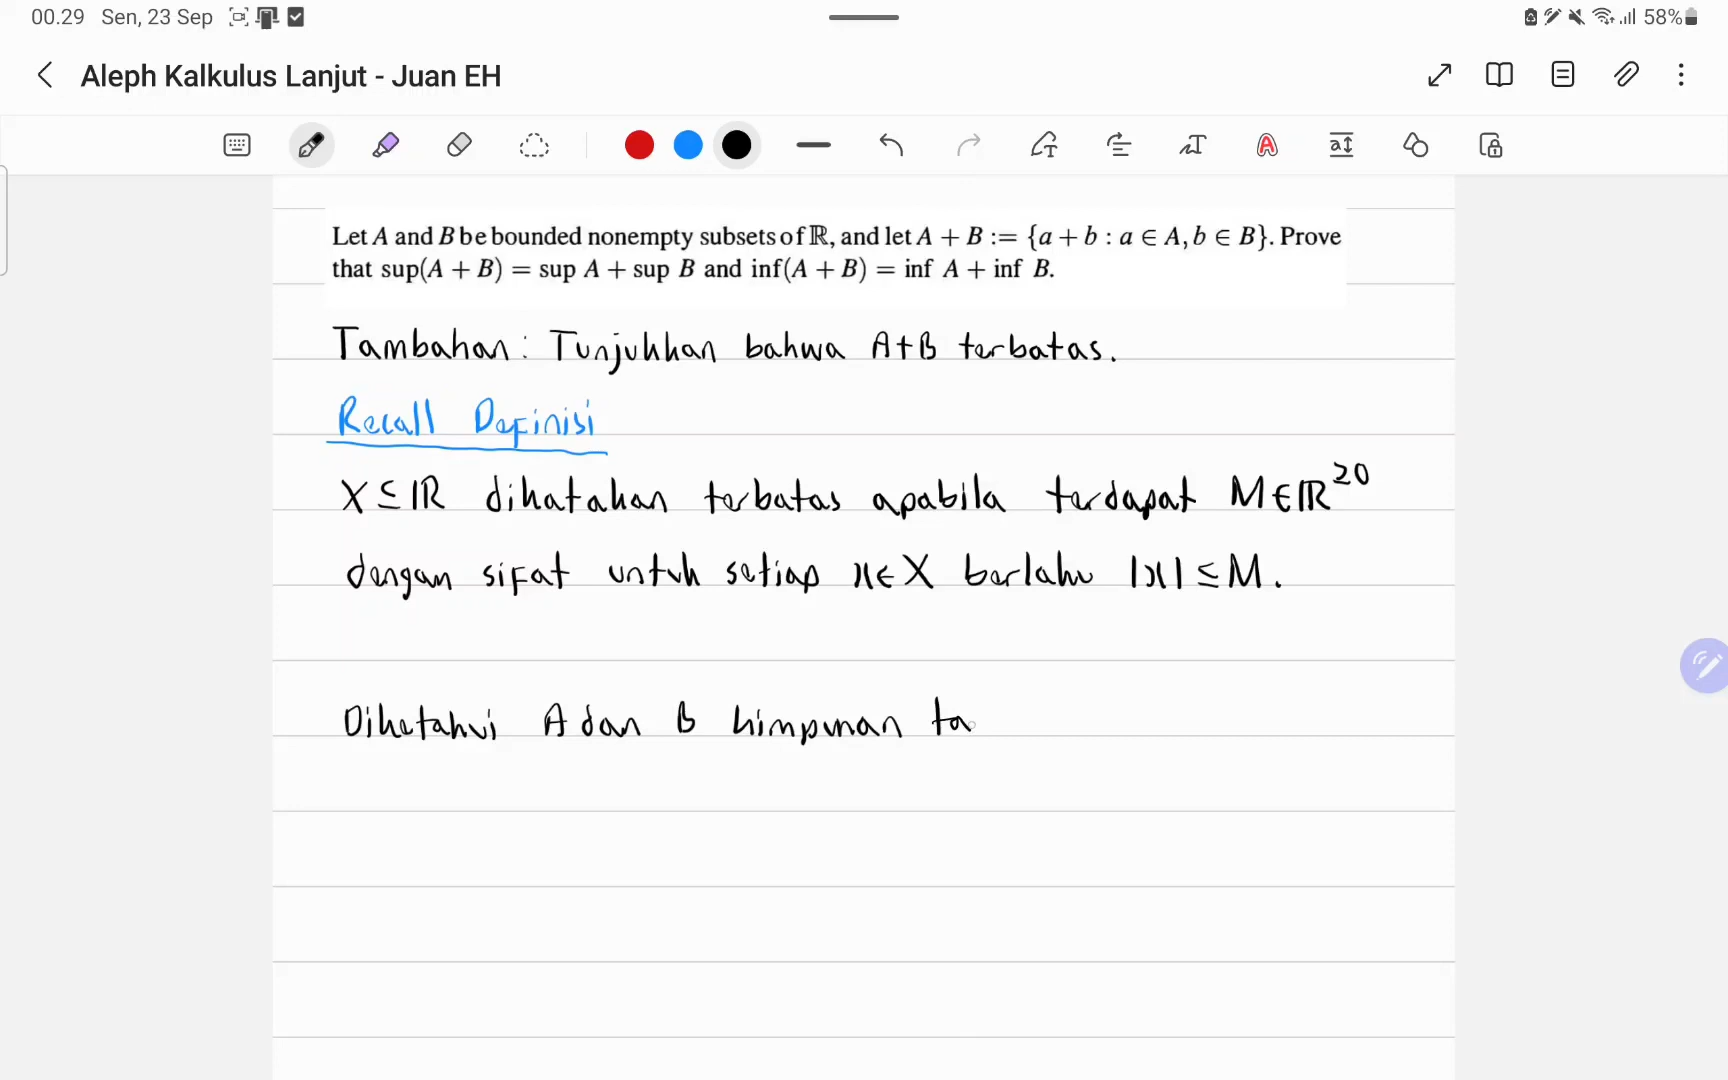 00.29 Sen, 23 Sep 58%
Aleph Kalkulus Lanjut - Juan EH
Let A and B be bounded nonempty subsets of ℝ, and let A + B := {a + b : a ∈ A, b ∈ B}. Prove
that sup(A + B) = sup A + sup B and inf(A + B) = inf A + inf B.
Tambahan: Tunjukkan bahwa A+B terbatas.
Recall Definisi
X ⊆ ℝ dikatakan terbatas apabila terdapat M ∈ ℝ^≥0
dengan sifat untuk setiap x ∈ X berlaku |x| ≤ M.
Diketahui A dan B himpunan ta